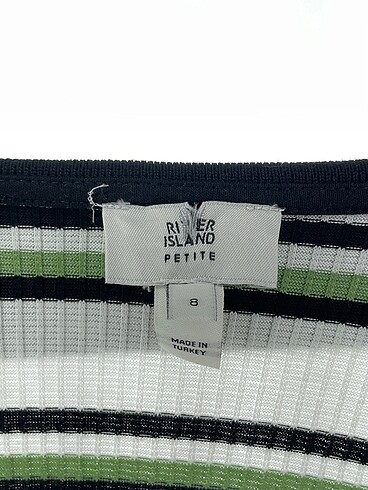 RIVER
ISLAND
PETITE
8
MADE IN
TURKEY